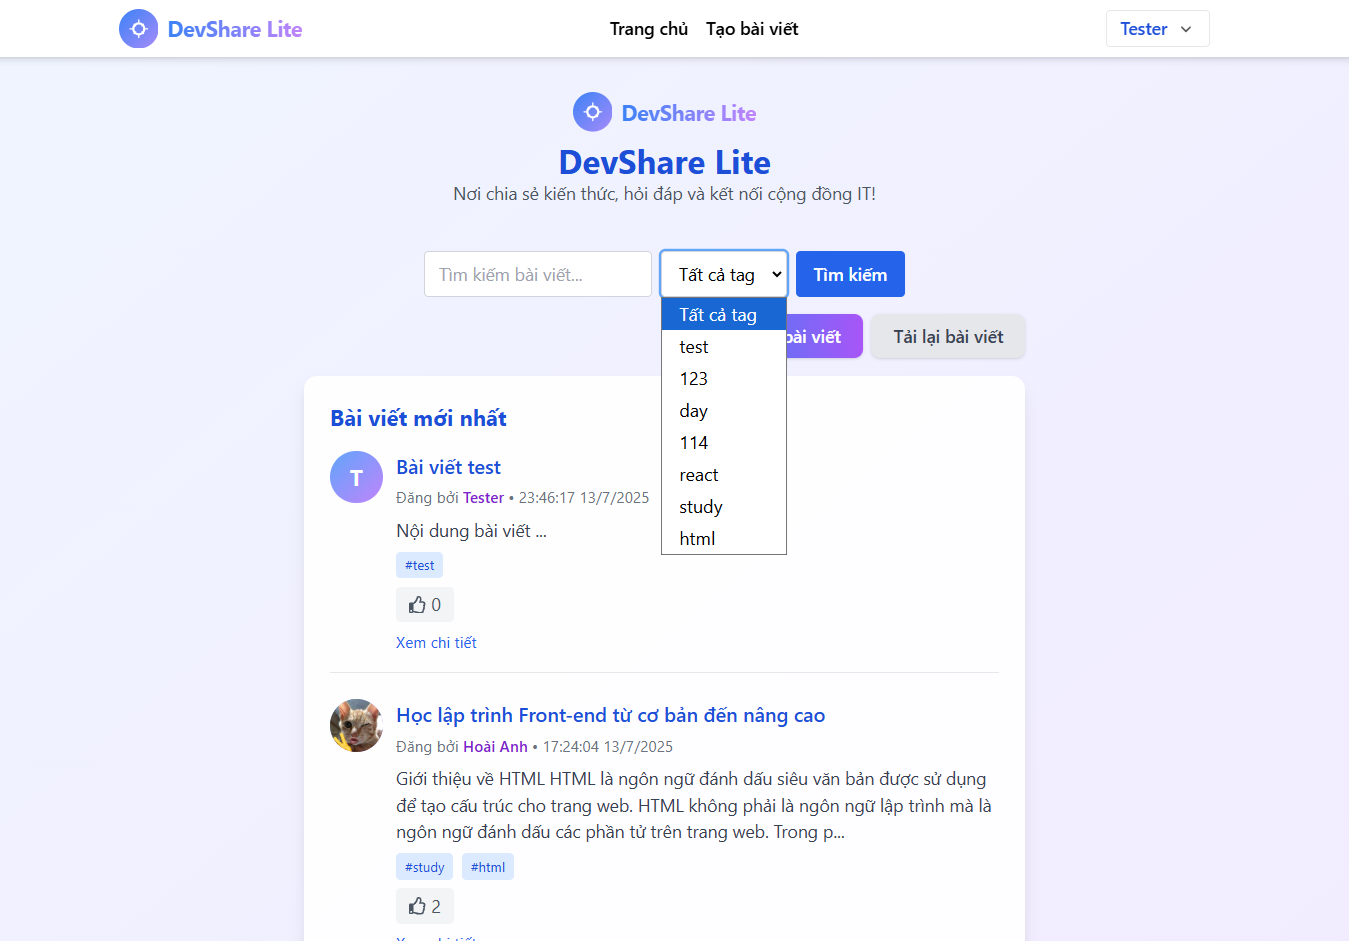 DevShare Lite
Trang chủ
Tạo bài viết
Tester
DevShare Lite
DevShare Lite
Nơi chia sẻ kiến thức, hỏi đáp và kết nối cộng đồng IT!
Tìm kiếm bài viết...
Tất cả tag
Tìm kiếm
Tất cả tag
test
123
day
114
react
study
html
bài viết
Tải lại bài viết
Bài viết mới nhất
T
Bài viết test
Đăng bởi Tester • 23:46:17 13/7/2025
Nội dung bài viết ...
#test
0
Xem chi tiết
Học lập trình Front-end từ cơ bản đến nâng cao
Đăng bởi Hoài Anh • 17:24:04 13/7/2025
Giới thiệu về HTML HTML là ngôn ngữ đánh dấu siêu văn bản được sử dụng
để tạo cấu trúc cho trang web. HTML không phải là ngôn ngữ lập trình mà là
ngôn ngữ đánh dấu các phần tử trên trang web. Trong p...
#study #html
2